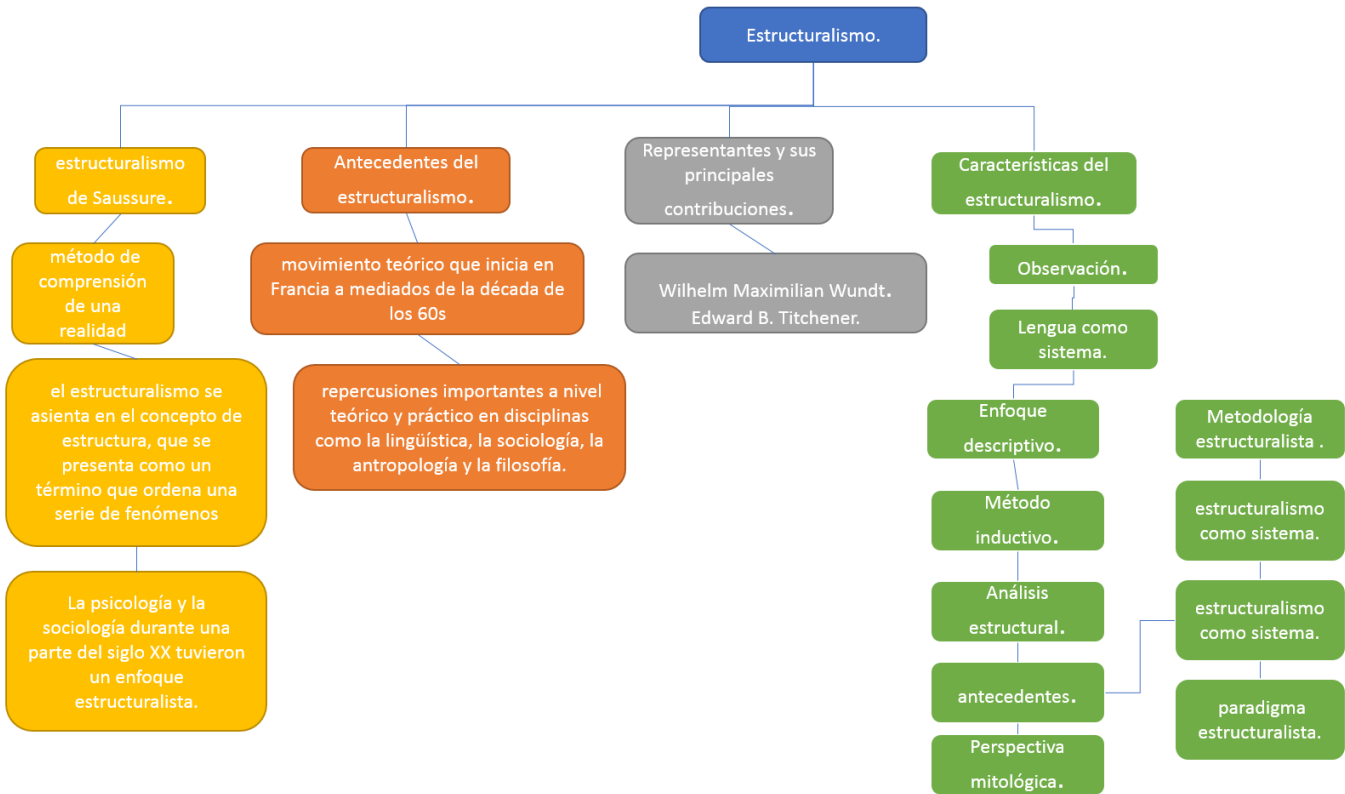 Estructuralismo.
estructuralismo
de Saussure.
método de
comprensión
de una
realidad
el estructuralismo se
asienta en el concepto de
estructura, que se
presenta como un
término que ordena una
serie de fenómenos
La psicología y la
sociología durante una
parte del siglo XX tuvieron
un enfoque
estructuralista.
Antecedentes del
estructuralismo.
movimiento teórico que inicia en
Francia a mediados de la década de
los 60s
repercusiones importantes a nivel
teórico y práctico en disciplinas
como la lingüística, la sociología, la
antropología y la filosofía.
Representantes y sus
principales
contribuciones.
Wilhelm Maximilian Wundt.
Edward B. Titchener.
Características del
estructuralismo.
Observación.
Lengua como
sistema.
Enfoque
descriptivo.
Método
inductivo.
Análisis
estructural.
antecedentes.
Perspectiva
mitológica.
Metodología
estructuralista .
estructuralismo
como sistema.
estructuralismo
como sistema.
paradigma
estructuralista.